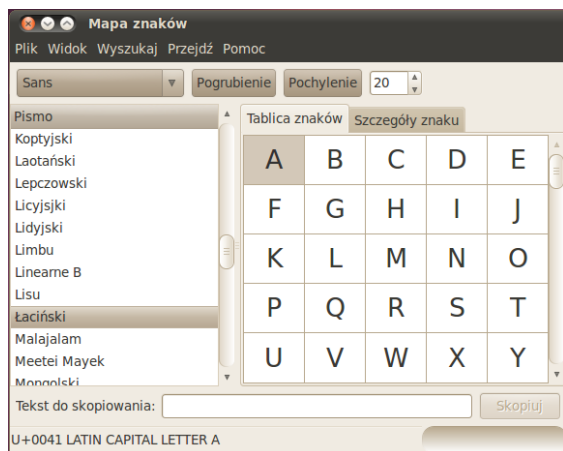 Mapa znaków
Plik Widok Wyszukaj Przejdź Pomoc
Sans Pogrubienie Pochylenie 20
Pismo
Koptyjski
Laotański
Lepczowski
Licyjsjki
Lidyjski
Limbu
Linearne B
Lisu
Łaciński
Malajalam
Meetei Mayek
Mongolski
Tablica znaków Szczegóły znaku
A B C D E
F G H I J
K L M N O
P Q R S T
U V W X Y
Tekst do skopiowania: Skopiuj
U+0041 LATIN CAPITAL LETTER A